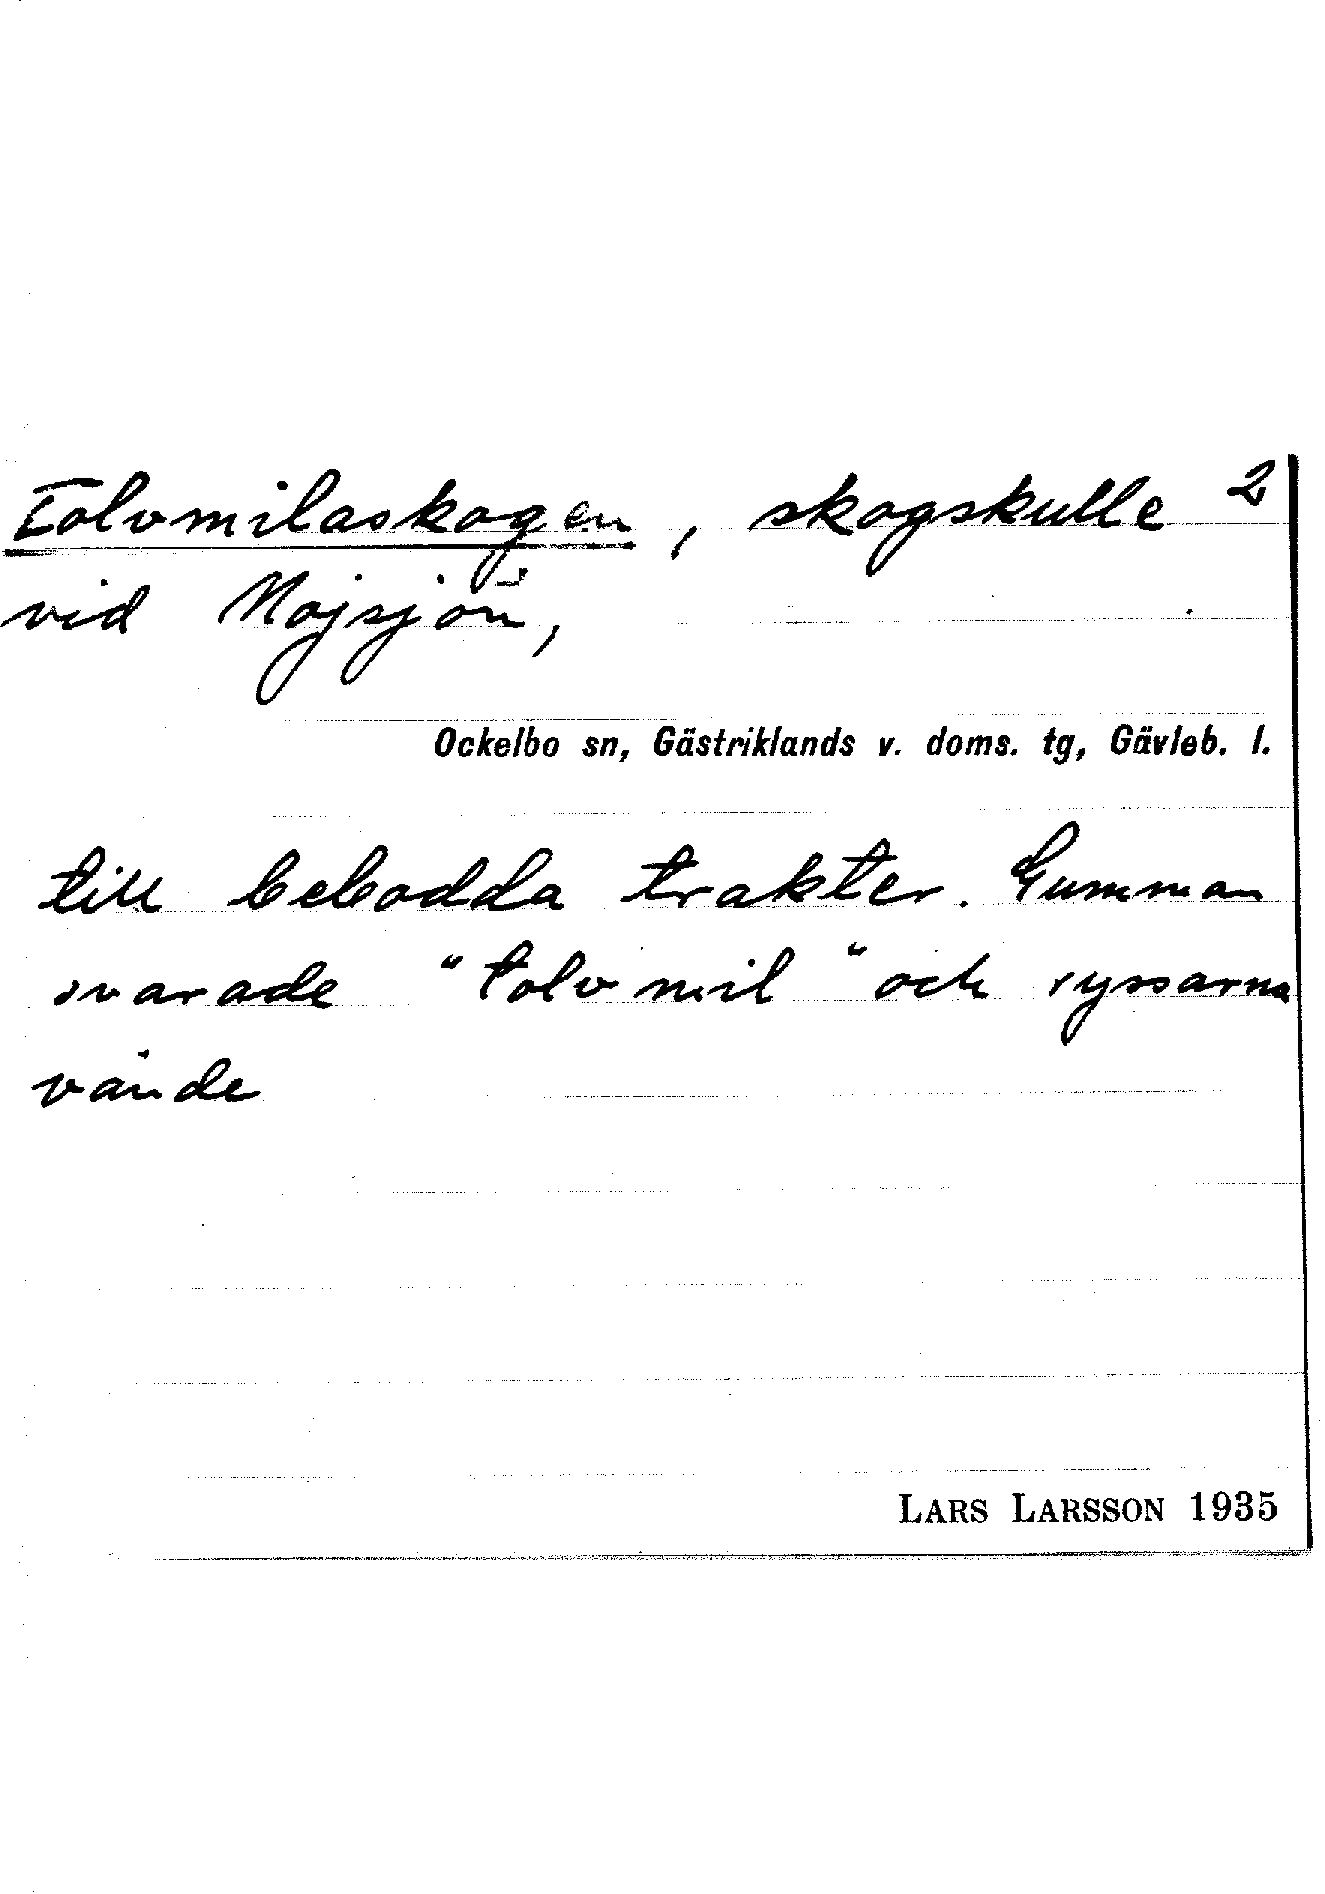 Tolvmilaskogen, skogskulle 2
vid Mojsjön,
Ockelbo sn, Gästriklands v. doms. tg, Gävleb. l.
till bebodda trakter. Gumman
svarade "tolv mil" och ryssarna
vände
LARS LARSSON 1935